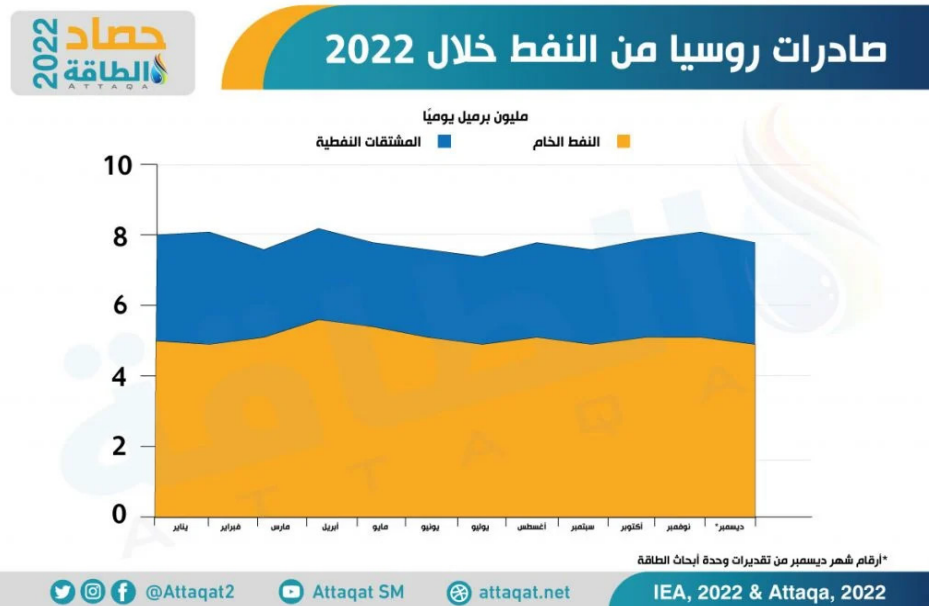 صادرات روسيا من النفط خلال 2022
حصاد
الطاقة
2022
ATTAQA
مليون برميل يوميًا
النفط الخام
المشتقات النفطية
10
8
6
4
2
0
يناير فبراير مارس أبريل مايو يونيو يوليو أغسطس سبتمبر أكتوبر نوفمبر ديسمبر*
الطاقة
ATTAQA
*أرقام شهر ديسمبر من تقديرات وحدة أبحاث الطاقة
@Attaqat2 Attaqat SM attaqat.net IEA, 2022 & Attaqa, 2022